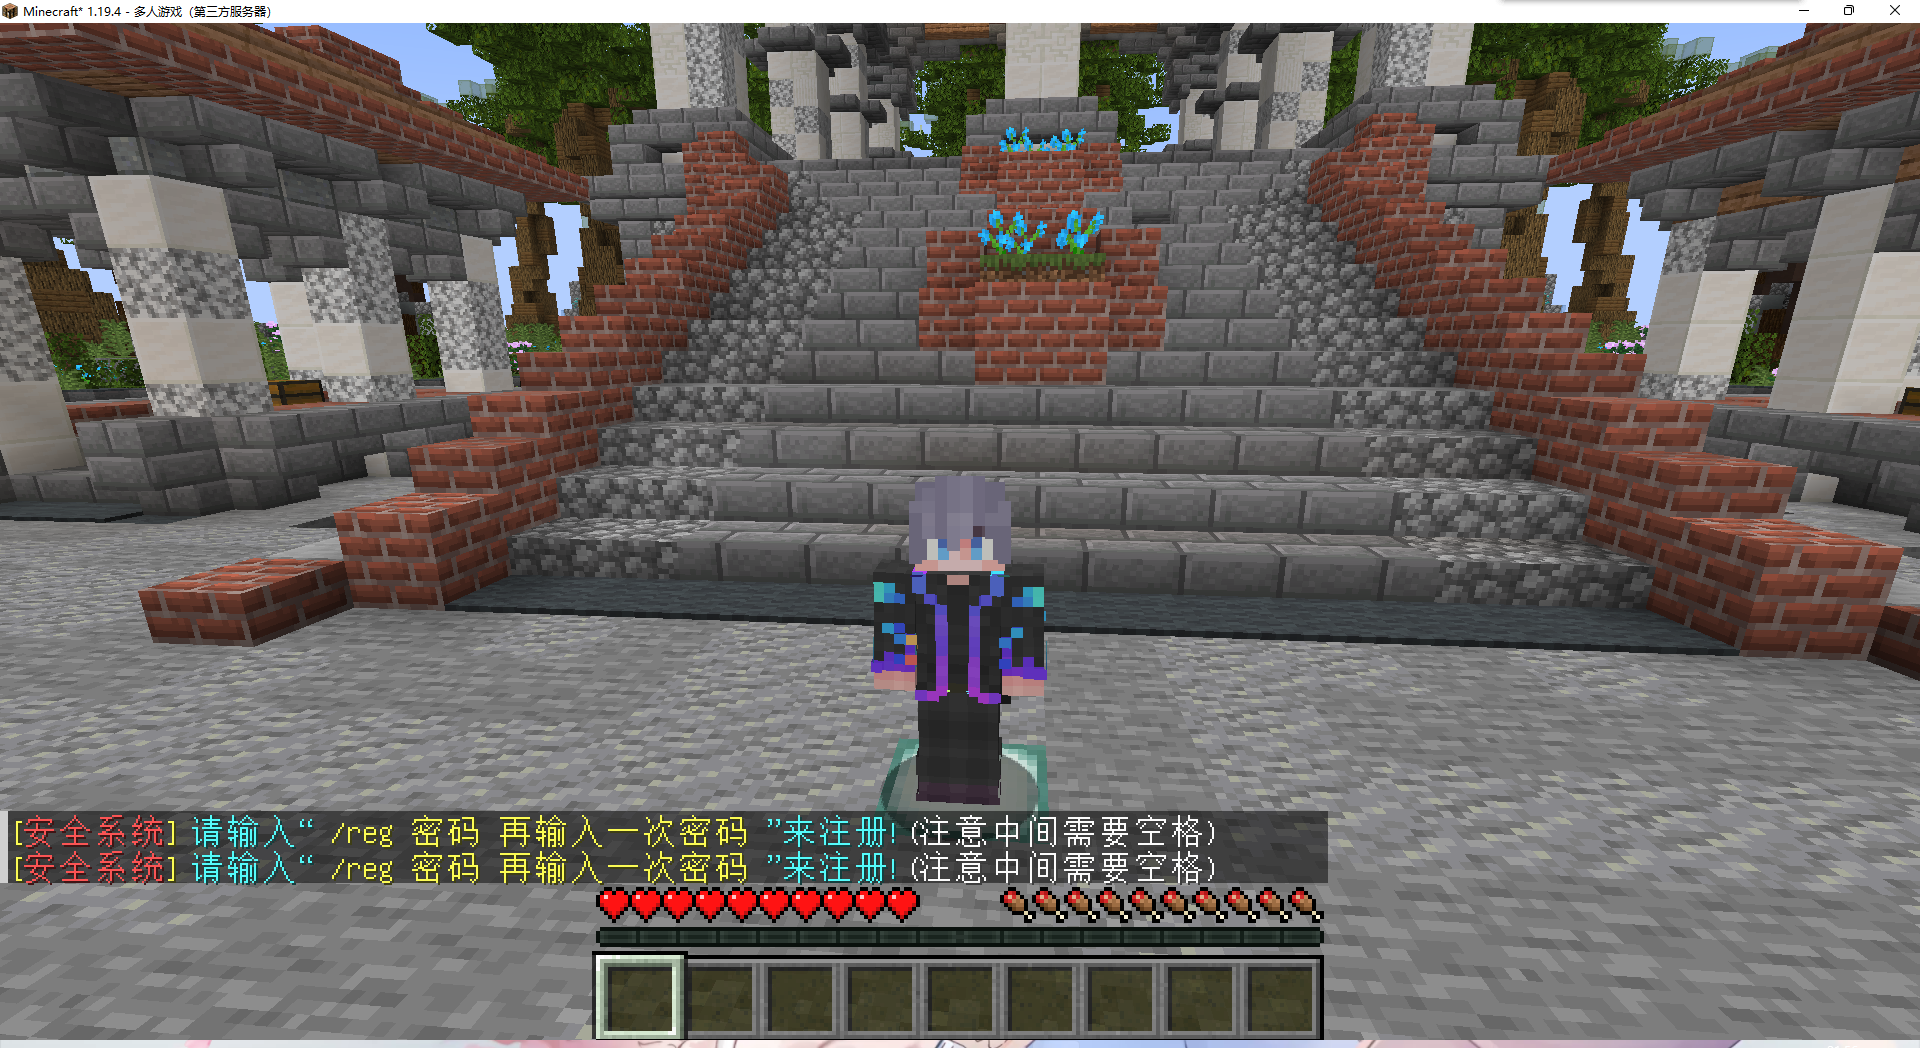 Minecraft* 1.19.4 - 多人游戏（第三方服务器）
[安全系统] 请输入“ /reg 密码 再输入一次密码 ”来注册! (注意中间需要空格)
[安全系统] 请输入“ /reg 密码 再输入一次密码 ”来注册! (注意中间需要空格)